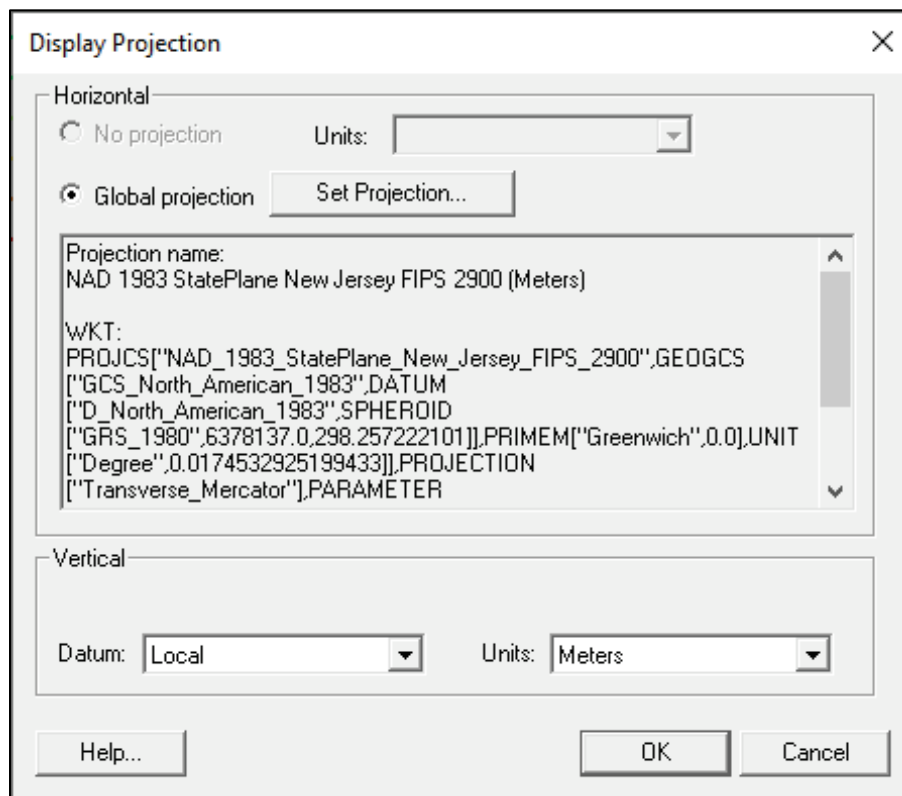 Display Projection
Horizontal
No projection Units:
Global projection Set Projection...
Projection name:
NAD 1983 StatePlane New Jersey FIPS 2900 (Meters)
WKT:
PROJCS["NAD_1983_StatePlane_New_Jersey_FIPS_2900",GEOGCS
["GCS_North_American_1983",DATUM
["D_North_American_1983",SPHEROID
["GRS_1980",6378137.0,298.257222101]],PRIMEM["Greenwich",0.0],UNIT
["Degree",0.0174532925199433]],PROJECTION
["Transverse_Mercator"],PARAMETER
Vertical
Datum: Local Units: Meters
Help... OK Cancel